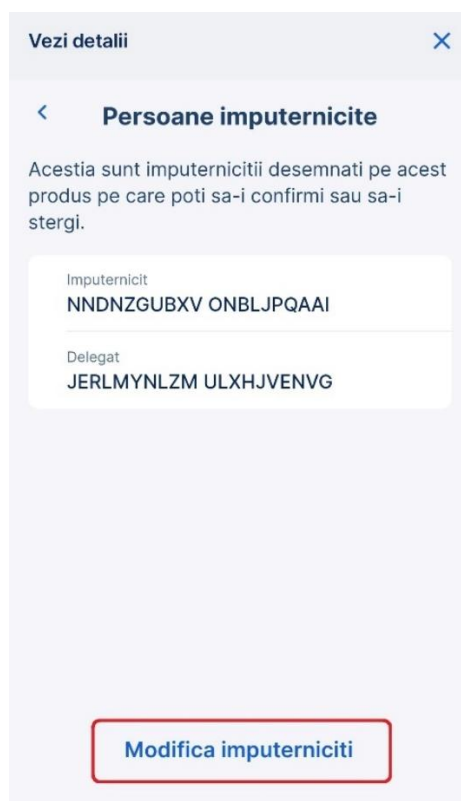 Vezi detalii
Persoane imputernicite
Acestia sunt imputernicitii desemnati pe acest
produs pe care poti sa-i confirmi sau sa-i
stergi.
Imputernicit
NNDNZGUBXV ONBLJPQAAI
Delegat
JERLMYNLZM ULXHJVENVG
Modifica imputerniciti